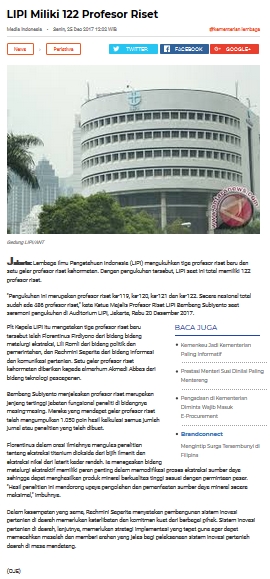 LIPI Miliki 122 Profesor Riset
Media Indonesia - Senin, 25 Des 2017 13:02 WIB
#kementerian lembaga
News
Peristiwa
TWITTER
FACEBOOK
GOOGLE+
Gedung LIPI/ANT
Jakarta: Lembaga Ilmu Pengetahuan Indonesia (LIPI) mengukuhkan tiga profesor riset baru dan
satu gelar profesor riset kehormatan. Dengan pengukuhan tersebut, LIPI saat ini total memiliki 122
profesor riset.
"Pengukuhan ini merupakan profesor riset ke-119, ke-120, ke-121 dan ke-122. Secara nasional total
sudah ada 486 profesor riset," kata Ketua Majelis Profesor Riset LIPI Bambang Subiyanto saat
seremoni pengukuhan di Auditorium LIPI, Jakarta, Rabu 20 Desember 2017.
Plt Kepala LIPI itu mengatakan tiga profesor riset baru
tersebut ialah Florentinus Firdiyono dari bidang bidang
metalurgi ekstraksi, Lili Romli dari bidang politik dan
pemerintahan, dan Rachmini Saparita dari bidang informasi
dan komunikasi pertanian. Satu gelar profesor riset
kehormatan diberikan kepada almarhum Akmadi Abbas dari
bidang teknologi pascapanen.
Bambang Subiyanto menjelaskan profesor riset merupakan
jenjang tertinggi jabatan fungsional peneliti di bidangnya
masing-masing. Mereka yang mendapat gelar profesor riset
telah mengumpulkan 1.050 poin hasil kalkulasi semua jumlah
jurnal atau penelitian yang telah dibuat.
Florentinus dalam orasi ilmiahnya mengulas penelitian
tentang ekstraksi titanium dioksida dari bijih ilmenit dan
ekstraksi nikel dari laterit kadar rendah. Ia menegaskan bidang
metalurgi ekstraktif memiliki peran penting dalam memodifikasi proses ekstraksi sumber daya
sehingga dapat menghasilkan produk mineral berkualitas tinggi sesuai dengan permintaan pasar.
"Hasil penelitian ini mendorong upaya pengolahan dan pemanfaatan sumber daya mineral secara
maksimal," imbuhnya.
Dalam kesempatan yang sama, Rachmini Saparita menyatakan pembangunan sistem inovasi
pertanian di daerah memerlukan keterlibatan dan komitmen kuat dari berbagai pihak. Sistem inovasi
pertanian di daerah, lanjutnya, memerlukan strategi implementasi yang tepat guna agar dapat
memecahkan masalah dan memberi arahan yang jelas bagi pelaksanaan sistem inovasi pertanian
daerah di masa mendatang.
(OJE)
BACA JUGA
Kemenkeu Jadi Kementerian
Paling Informatif
Prestasi Menteri Susi Dinilai Paling
Mentereng
Pengadaan di Kementerian
Diminta Wajib Masuk
E-Procurement
Brandconnect
Mengintip Surga Tersembunyi di
Filipina